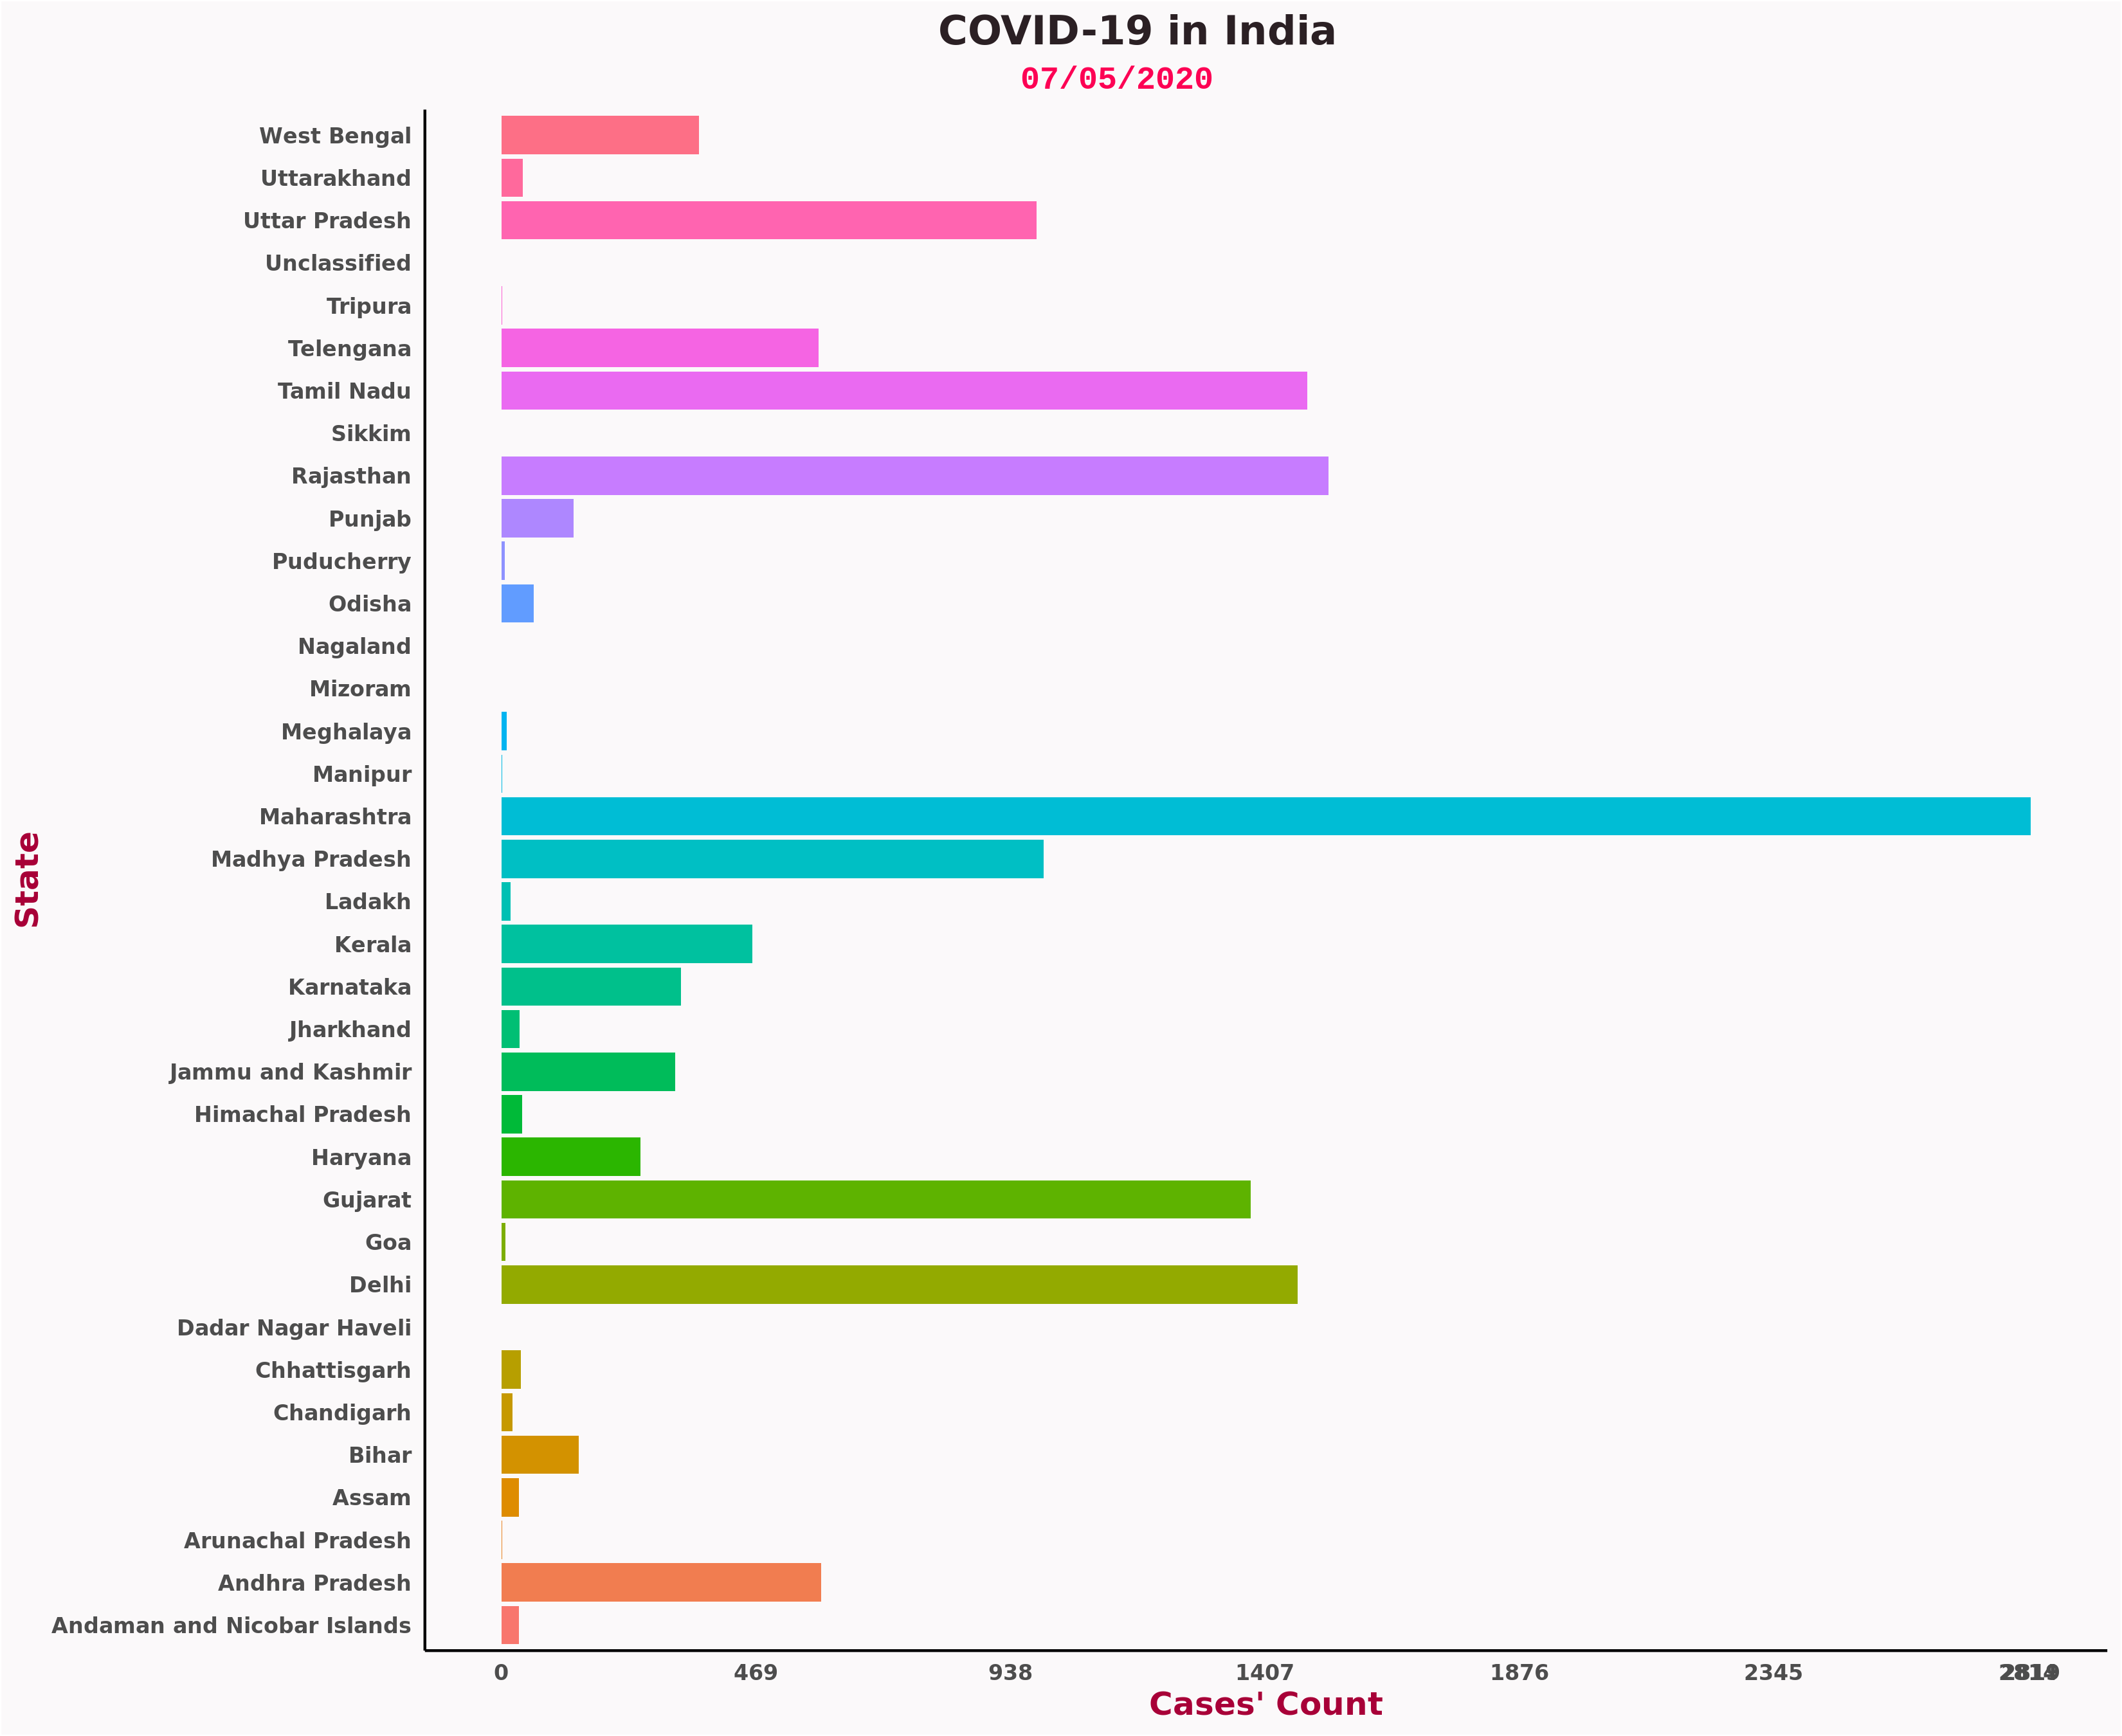 COVID-19 in India
07/05/2020
West Bengal
Uttarakhand
Uttar Pradesh
Unclassified
Tripura
Telengana
Tamil Nadu
Sikkim
Rajasthan
Punjab
Puducherry
Odisha
Nagaland
Mizoram
Meghalaya
Manipur
Maharashtra
Madhya Pradesh
Ladakh
Kerala
Karnataka
Jharkhand
Jammu and Kashmir
Himachal Pradesh
Haryana
Gujarat
Goa
Delhi
Dadar Nagar Haveli
Chhattisgarh
Chandigarh
Bihar
Assam
Arunachal Pradesh
Andhra Pradesh
Andaman and Nicobar Islands
State
0 469 938 1407 1876 2345
Cases' Count